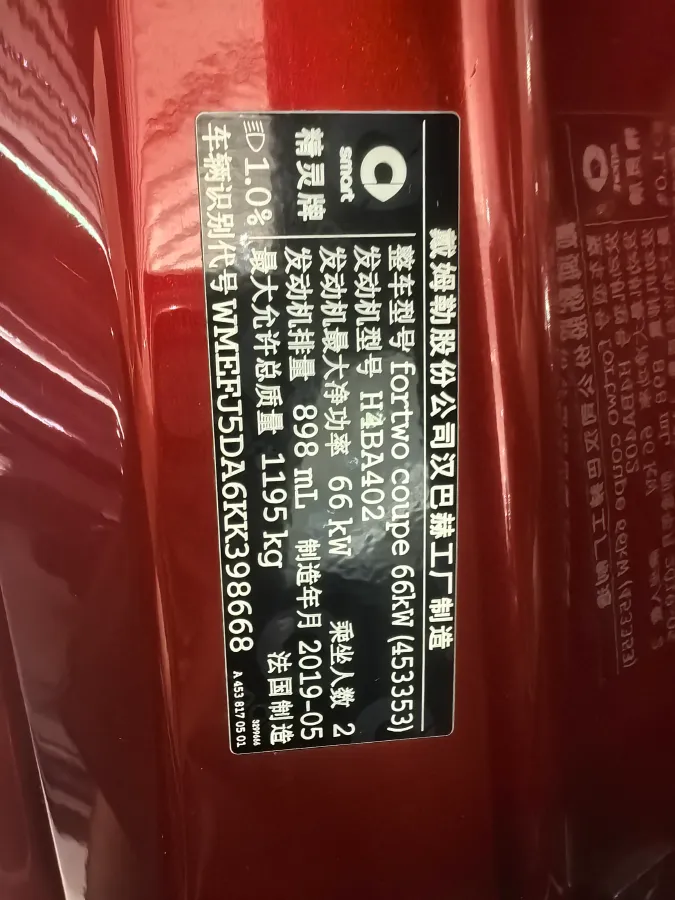 戴姆勒股份公司汉巴赫工厂制造
smart
精灵牌
整车型号 fortwo coupe 66kW (453353)
发动机型号 H4BA402
发动机最大净功率 66 kW 乘坐人数 2
发动机排量 898 mL 制造年月 2019-05
1.0% 最大允许总质量 1195 kg 法国制造
车辆识别代号 WMEFJ5DA6KK398668
A 453 817 05 01